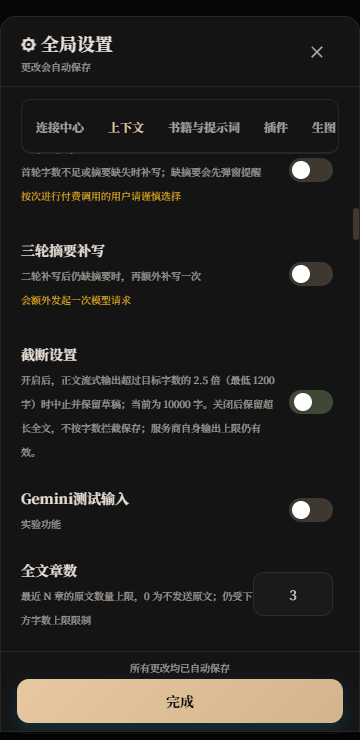 全局设置
更改会自动保存
连接中心 上下文 书籍与提示词 插件 生图
首轮字数不足或摘要缺失时补写；缺摘要会先弹窗提醒
按次进行付费调用的用户请谨慎选择
三轮摘要补写
二轮补写后仍缺摘要时，再额外补写一次
会额外发起一次模型请求
截断设置
开启后，正文流式输出超过目标字数的 2.5 倍（最低 1200
字）时中止并保留草稿；当前为 10000 字。关闭后保留超
长全文，不按字数拦截保存；服务商自身输出上限仍有
效。
Gemini测试输入
实验功能
全文章数
最近 N 章的原文数量上限，0 为不发送原文；仍受下
方字数上限限制
3
所有更改均已自动保存
完成